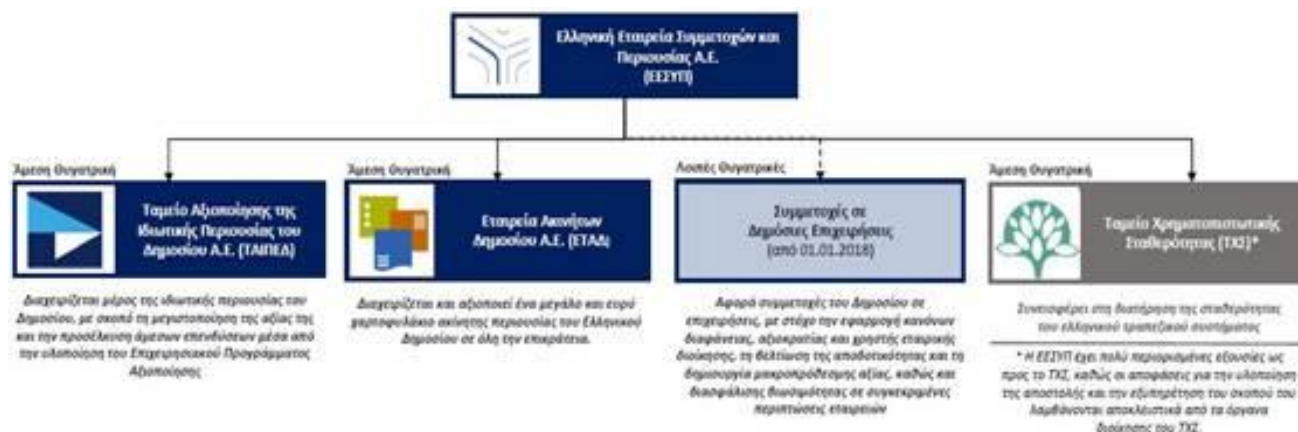 Ελληνική Εταιρεία Συμμετοχών και
Περιουσίας Α.Ε.
(ΕΕΣΥΠ)
Άμεση Θυγατρική
Ταμείο Αξιοποίησης της
Ιδιωτικής Περιουσίας του
Δημοσίου Α.Ε. (ΤΑΙΠΕΔ)
Διαχειρίζεται μέρος της ιδιωτικής περιουσίας του
Δημοσίου, με σκοπό τη μεγιστοποίηση της αξίας της
και την προσέλκυση άμεσων επενδύσεων μέσα από
την υλοποίηση του Επιχειρησιακού Προγράμματος
Αξιοποίησης
Άμεση Θυγατρική
Εταιρεία Ακινήτων
Δημοσίου Α.Ε. (ΕΤΑΔ)
Διαχειρίζεται και αξιοποιεί ένα μεγάλο και ευρύ
χαρτοφυλάκιο ακίνητης περιουσίας του Ελληνικού
Δημοσίου σε όλη την επικράτεια.
Λοιπές Θυγατρικές
Συμμετοχές σε
Δημόσιες Επιχειρήσεις
(από 01.01.2018)
Αφορά συμμετοχές του Δημοσίου σε
επιχειρήσεις, με στόχο την εφαρμογή κανόνων
διαφάνειας, αξιοκρατίας και χρηστής εταιρικής
διοίκησης, τη βελτίωση της αποδοτικότητας και τη
δημιουργία μακροπρόθεσμης αξίας, καθώς και
διασφάλισης βιωσιμότητας σε συγκεκριμένες
περιπτώσεις εταιρειών
Άμεση Θυγατρική
Ταμείο Χρηματοπιστωτικής
Σταθερότητας (ΤΧΣ)*
Συνεισφέρει στη διατήρηση της σταθερότητας
του ελληνικού τραπεζικού συστήματος
* Η ΕΕΣΥΠ έχει πολύ περιορισμένες εξουσίες ως
προς το ΤΧΣ, καθώς οι αποφάσεις για την υλοποίηση
της αποστολής και την εξυπηρέτηση του σκοπού του
λαμβάνονται αποκλειστικά από τα όργανα
διοίκησης του ΤΧΣ.